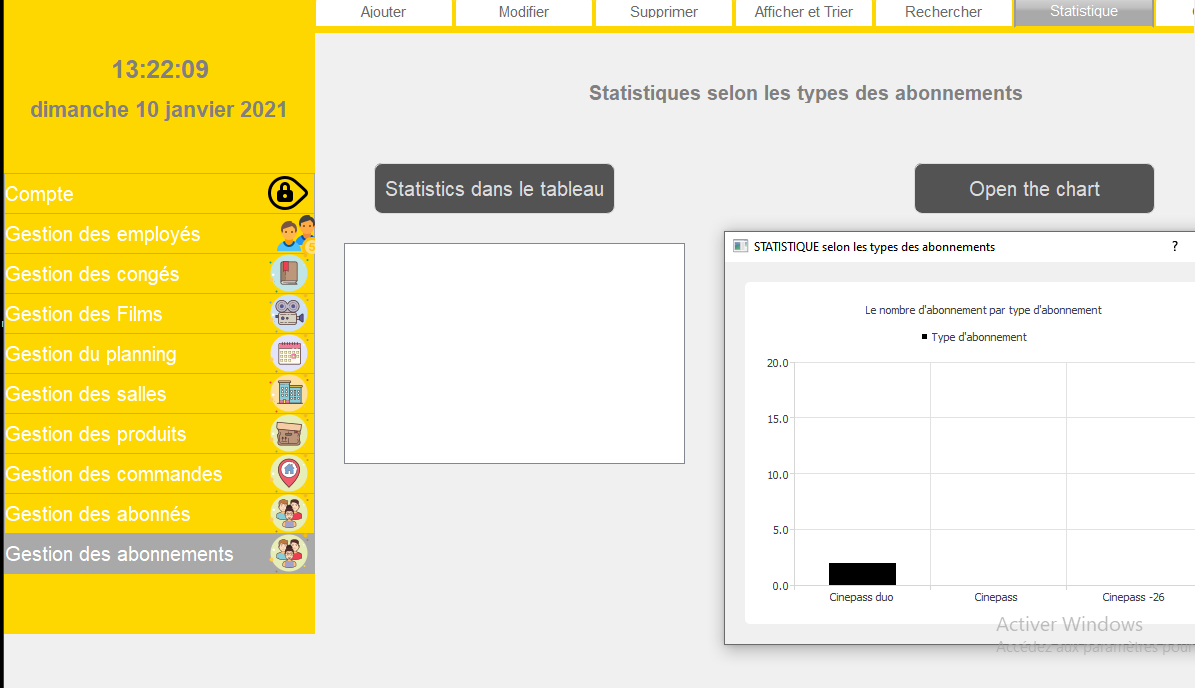 Ajouter
Modifier
Supprimer
Afficher et Trier
Rechercher
Statistique
13:22:09
dimanche 10 janvier 2021
Compte
Gestion des employés
Gestion des congés
Gestion des Films
Gestion du planning
Gestion des salles
Gestion des produits
Gestion des commandes
Gestion des abonnés
Gestion des abonnements
Statistiques selon les types des abonnements
Statistics dans le tableau
Open the chart
STATISTIQUE selon les types des abonnements
?
Le nombre d'abonnement par type d'abonnement
Type d'abonnement
20.0
15.0
10.0
5.0
0.0
Cinepass duo
Cinepass
Cinepass -26
Activer Windows
Accédez aux paramètres pour